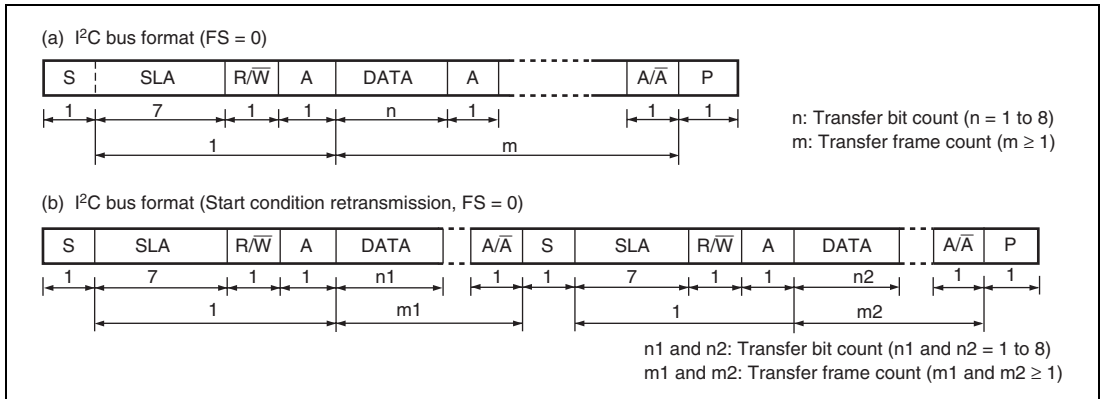 (a) I²C bus format (FS = 0)
S SLA R/W̅ A DATA A A/A̅ P
1 7 1 1 n 1 1 1
1 m
n: Transfer bit count (n = 1 to 8)
m: Transfer frame count (m ≥ 1)
(b) I²C bus format (Start condition retransmission, FS = 0)
S SLA R/W̅ A DATA A/A̅ S SLA R/W̅ A DATA A/A̅ P
1 7 1 1 n1 1 1 7 1 1 n2 1 1
1 m1 1 m2
n1 and n2: Transfer bit count (n1 and n2 = 1 to 8)
m1 and m2: Transfer frame count (m1 and m2 ≥ 1)